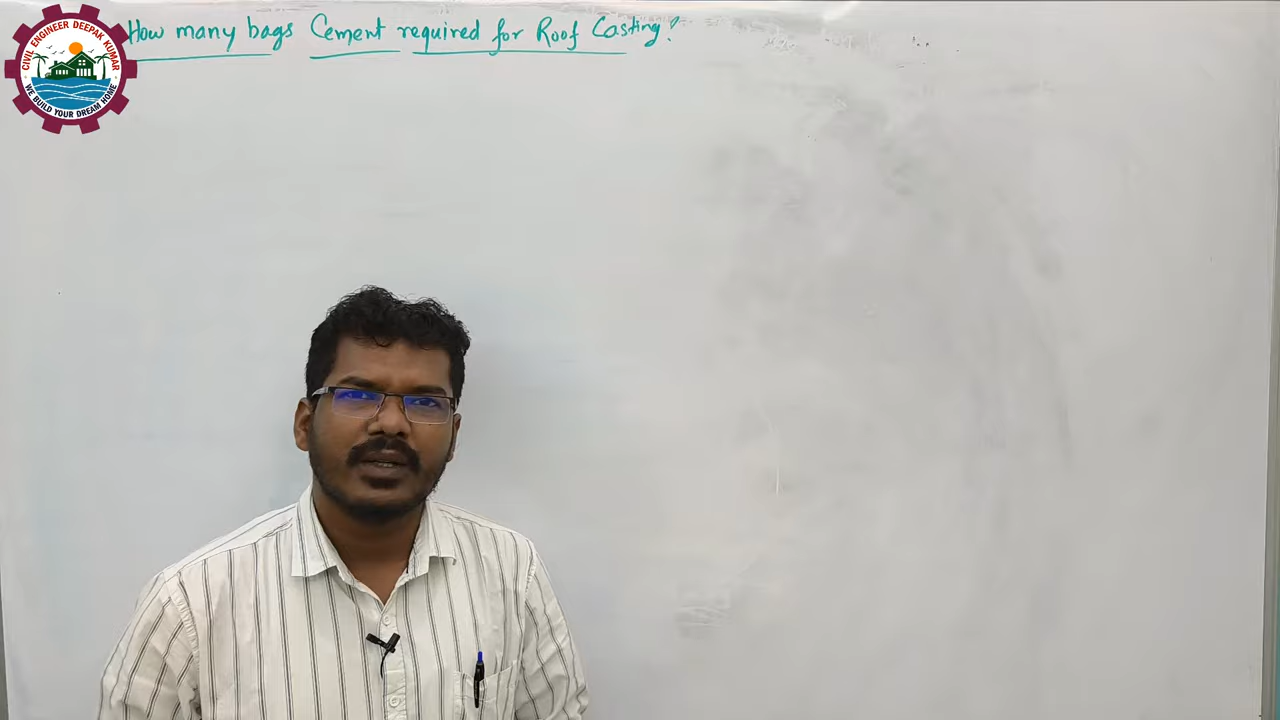 How many bags Cement required for Roof Casting?
CIVIL ENGINEER DEEPAK KUMAR
WE BUILD YOUR DREAM HOME